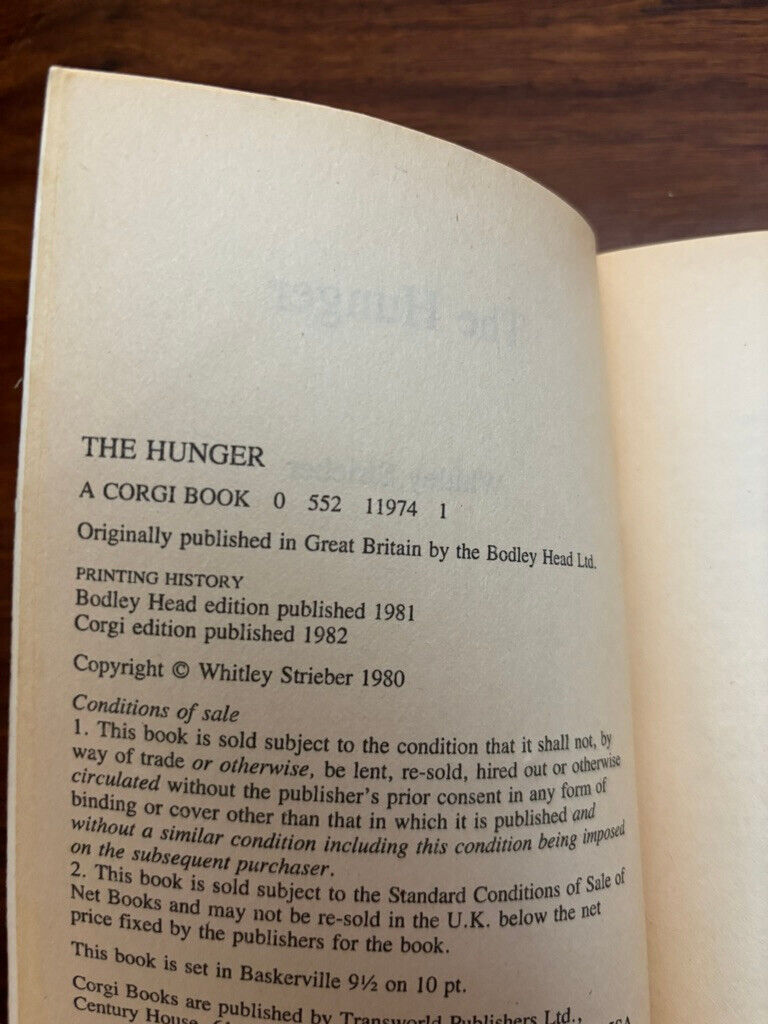 The Hunger
Whitley Strieber
THE HUNGER
A CORGI BOOK 0 552 11974 1
Originally published in Great Britain by the Bodley Head Ltd.
PRINTING HISTORY
Bodley Head edition published 1981
Corgi edition published 1982
Copyright © Whitley Strieber 1980
Conditions of sale
1. This book is sold subject to the condition that it shall not, by
way of trade or otherwise, be lent, re-sold, hired out or otherwise
circulated without the publisher's prior consent in any form of
binding or cover other than that in which it is published and
without a similar condition including this condition being imposed
on the subsequent purchaser.
2. This book is sold subject to the Standard Conditions of Sale of
Net Books and may not be re-sold in the U.K. below the net
price fixed by the publishers for the book.
This book is set in Baskerville 9½ on 10 pt.
Corgi Books are published by Transworld Publishers Ltd.,
Century House,